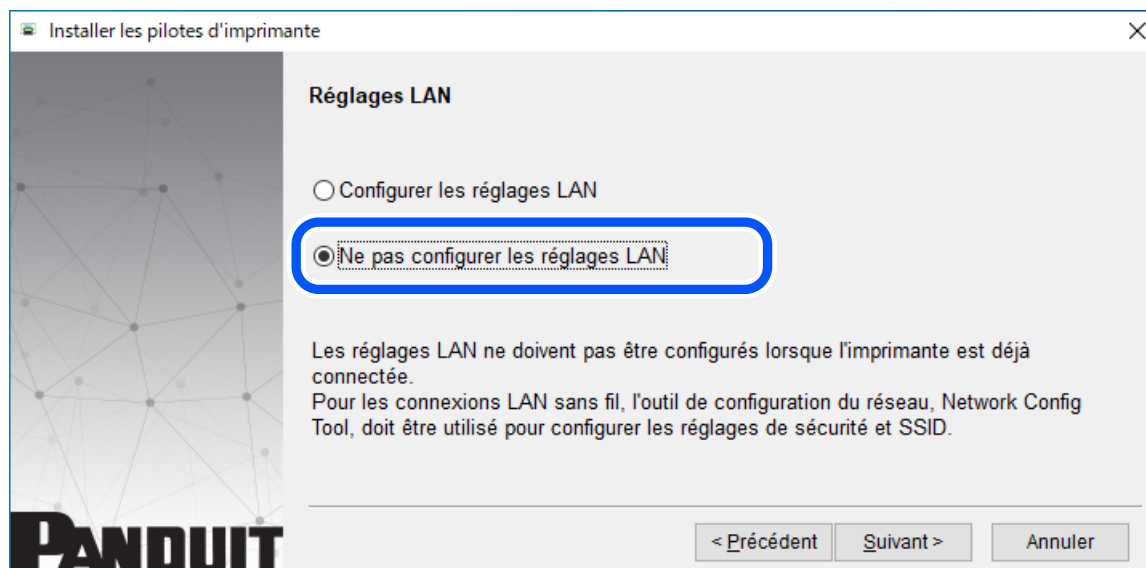 Installer les pilotes d'imprimante
Réglages LAN
Configurer les réglages LAN
Ne pas configurer les réglages LAN
Les réglages LAN ne doivent pas être configurés lorsque l'imprimante est déjà
connectée.
Pour les connexions LAN sans fil, l'outil de configuration du réseau, Network Config
Tool, doit être utilisé pour configurer les réglages de sécurité et SSID.
PANDUIT
< Précédent
Suivant >
Annuler